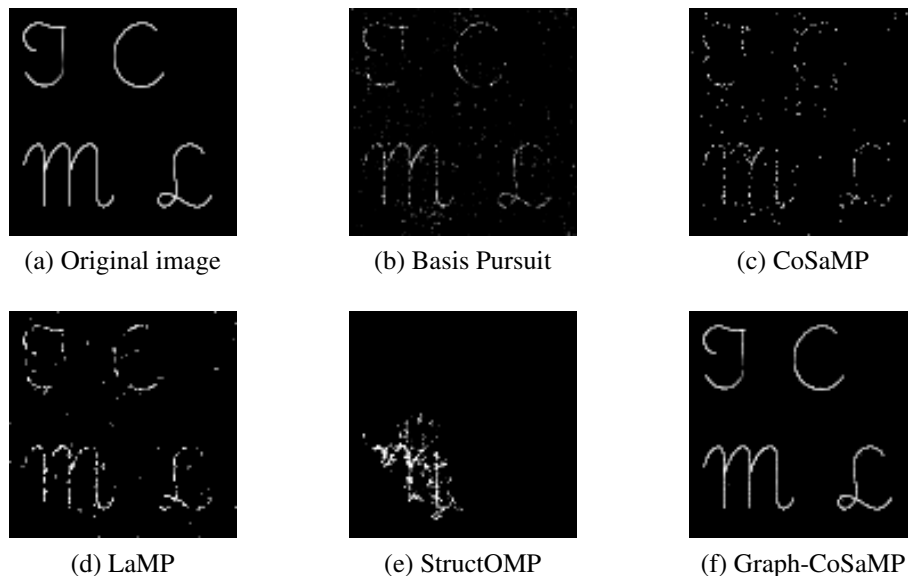 I C
M L
(a) Original image
I C
M L
(b) Basis Pursuit
I C
M L
(c) CoSaMP
I C
M L
(d) LaMP
(e) StructOMP
I C
M L
(f) Graph-CoSaMP